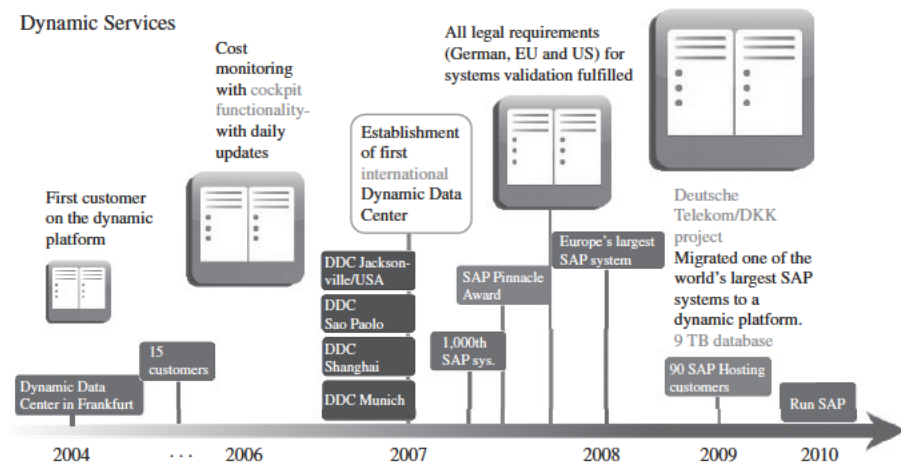 Dynamic Services
First customer
on the dynamic
platform
Dynamic Data
Center in Frankfurt
15
customers
Cost
monitoring
with cockpit
functionality-
with daily
updates
Establishment
of first
international
Dynamic Data
Center
DDC Jackson-
ville/USA
DDC
Sao Paolo
DDC
Shanghai
DDC Munich
1,000th
SAP sys.
SAP Pinnacle
Award
All legal requirements
(German, EU and US) for
systems validation fulfilled
Europe's largest
SAP system
Deutsche
Telekom/DKK
project
Migrated one of the
world's largest SAP
systems to a
dynamic platform.
9 TB database
90 SAP Hosting
customers
Run SAP
2004 ... 2006 2007 2008 2009 2010